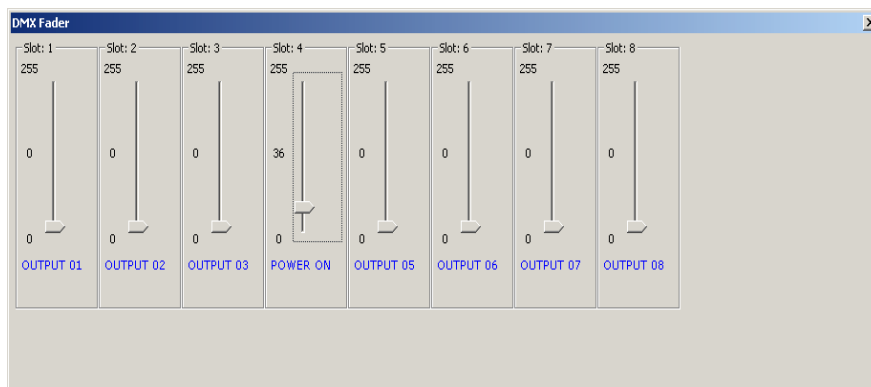 DMX Fader
Slot: 1 Slot: 2 Slot: 3 Slot: 4 Slot: 5 Slot: 6 Slot: 7 Slot: 8
255 255 255 255 255 255 255 255
0 0 0 36 0 0 0 0
0 0 0 0 0 0 0 0
OUTPUT 01 OUTPUT 02 OUTPUT 03 POWER ON OUTPUT 05 OUTPUT 06 OUTPUT 07 OUTPUT 08